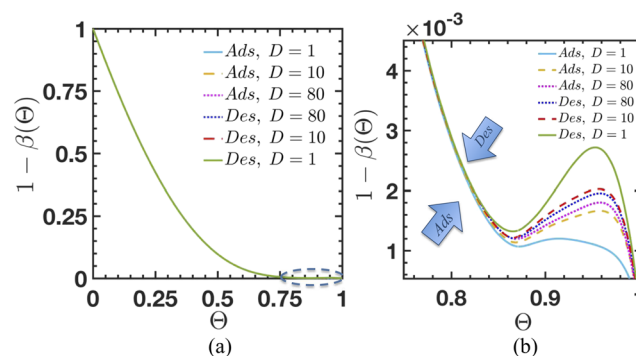 1
0.75
0.5
0.25
0
0 0.25 0.5 0.75 1
1 − β(Θ)
Θ
Ads, D = 1
Ads, D = 10
Ads, D = 80
Des, D = 80
Des, D = 10
Des, D = 1
(a)
×10⁻³
4
3
2
1
0.8 0.9 1
1 − β(Θ)
Θ
Ads, D = 1
Ads, D = 10
Ads, D = 80
Des, D = 80
Des, D = 10
Des, D = 1
Des
Ads
(b)